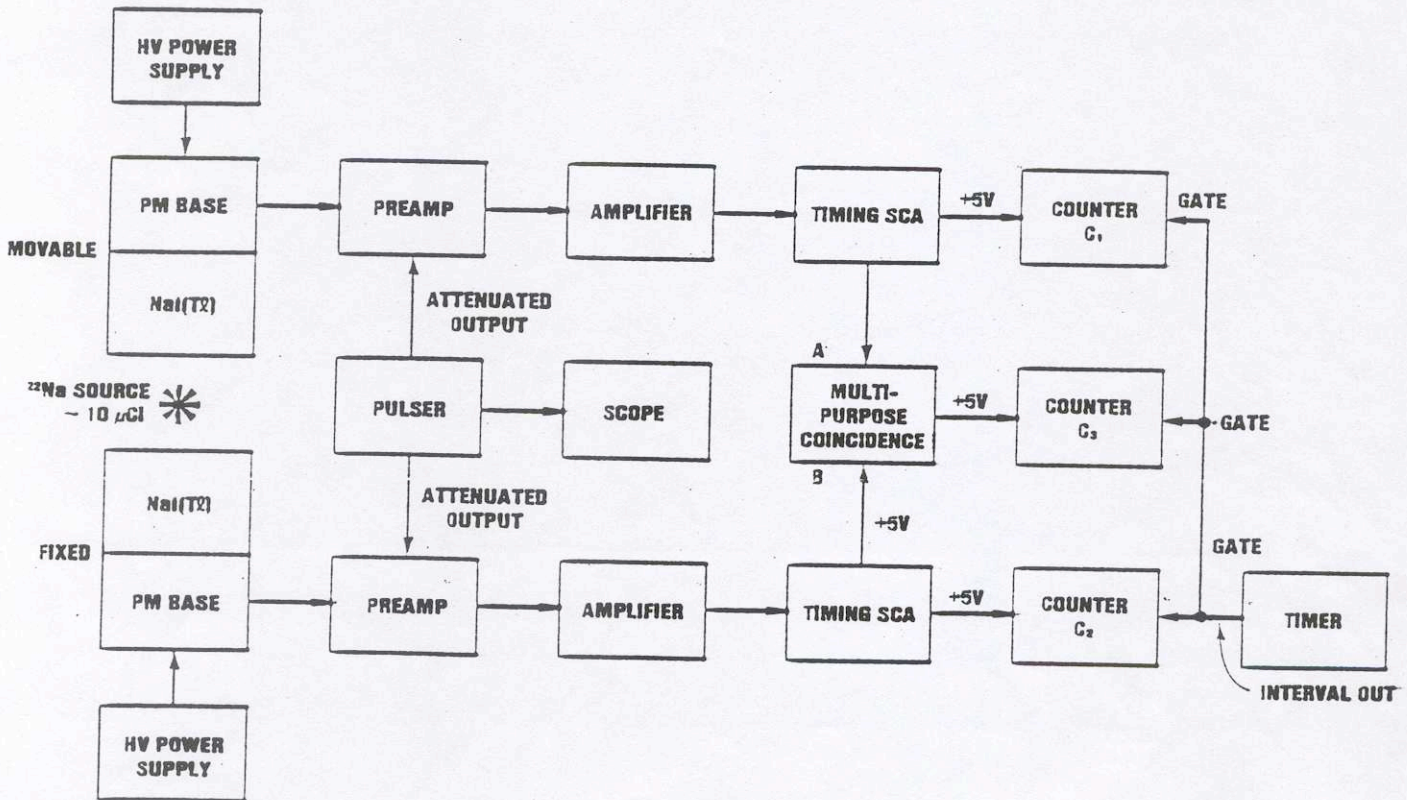 HV POWER
SUPPLY
PM BASE
PREAMP
AMPLIFIER
TIMING SCA
+5V
COUNTER
C₁
GATE
MOVABLE
NaI(Tℓ)
ATTENUATED
OUTPUT
A
²²Na SOURCE
~ 10 µCI
PULSER
SCOPE
MULTI-
PURPOSE
COINCIDENCE
+5V
COUNTER
C₃
GATE
B
NaI(Tℓ)
ATTENUATED
OUTPUT
+5V
FIXED
GATE
PM BASE
PREAMP
AMPLIFIER
TIMING SCA
+5V
COUNTER
C₂
TIMER
INTERVAL OUT
HV POWER
SUPPLY